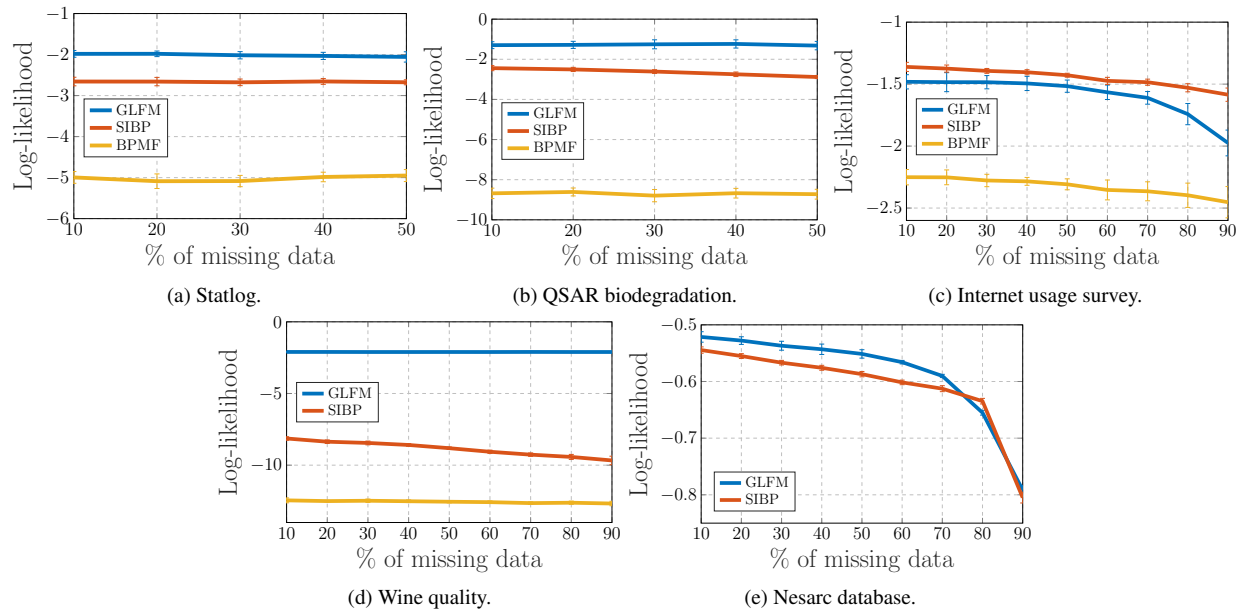 −1
−2
−3
−4
−5
−6
Log-likelihood
GLFM
SIBP
BPMF
10 20 30 40 50
% of missing data
(a) Statlog.
0
−2
−4
−6
−8
−10
Log-likelihood
GLFM
SIBP
BPMF
10 20 30 40 50
% of missing data
(b) QSAR biodegradation.
−1
−1.5
−2
−2.5
Log-likelihood
GLFM
SIBP
BPMF
10 20 30 40 50 60 70 80 90
% of missing data
(c) Internet usage survey.
0
−5
−10
Log-likelihood
GLFM
SIBP
10 20 30 40 50 60 70 80 90
% of missing data
(d) Wine quality.
−0.5
−0.6
−0.7
−0.8
Log-likelihood
GLFM
SIBP
10 20 30 40 50 60 70 80 90
% of missing data
(e) Nesarc database.